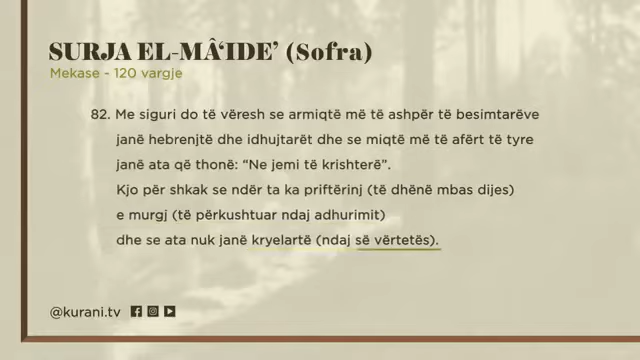 SURJA EL-MÂ‘IDE’ (Sofra)
Mekase - 120 vargje
82. Me siguri do të vëresh se armiqtë më të ashpër të besimtarëve
janë hebrenjtë dhe idhujtarët dhe se miqtë më të afërt të tyre
janë ata që thonë: “Ne jemi të krishterë”.
Kjo për shkak se ndër ta ka priftërinj (të dhënë mbas dijes)
e murgj (të përkushtuar ndaj adhurimit)
dhe se ata nuk janë kryelartë (ndaj së vërtetës).
@kurani.tv